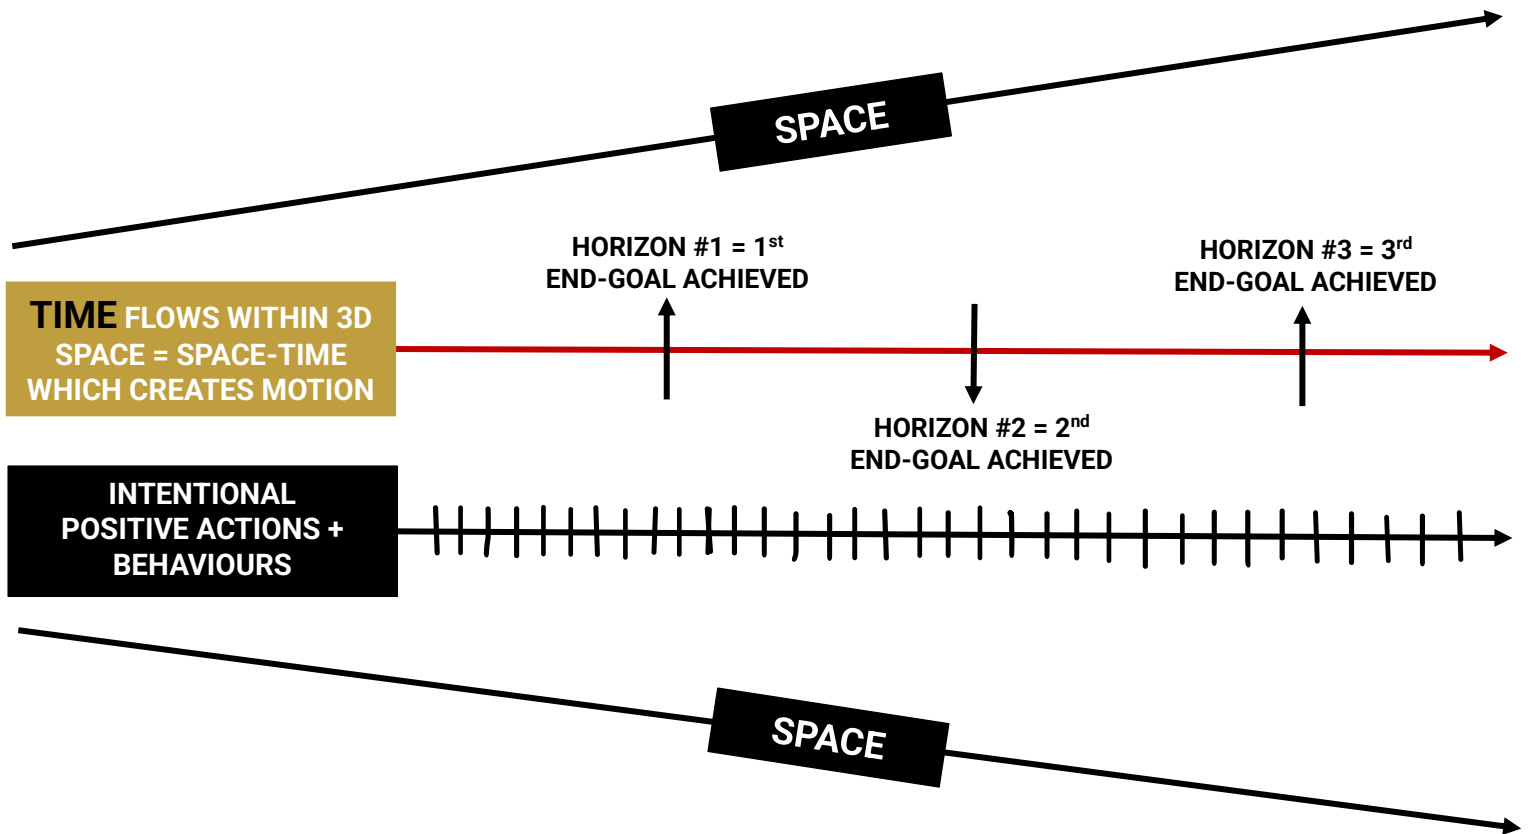 SPACE
HORIZON #1 = 1st
END-GOAL ACHIEVED
HORIZON #3 = 3rd
END-GOAL ACHIEVED
TIME FLOWS WITHIN 3D
SPACE = SPACE-TIME
WHICH CREATES MOTION
HORIZON #2 = 2nd
END-GOAL ACHIEVED
INTENTIONAL
POSITIVE ACTIONS +
BEHAVIOURS
SPACE